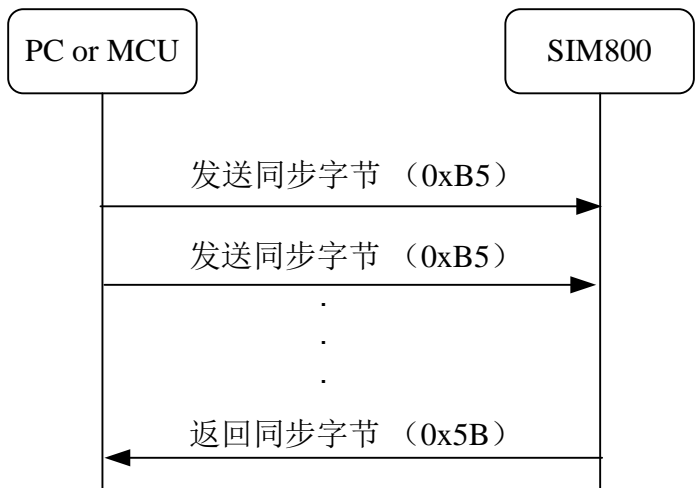 PC or MCU
SIM800
发送同步字节 （0xB5）
发送同步字节 （0xB5）
.
.
.
返回同步字节 （0x5B）